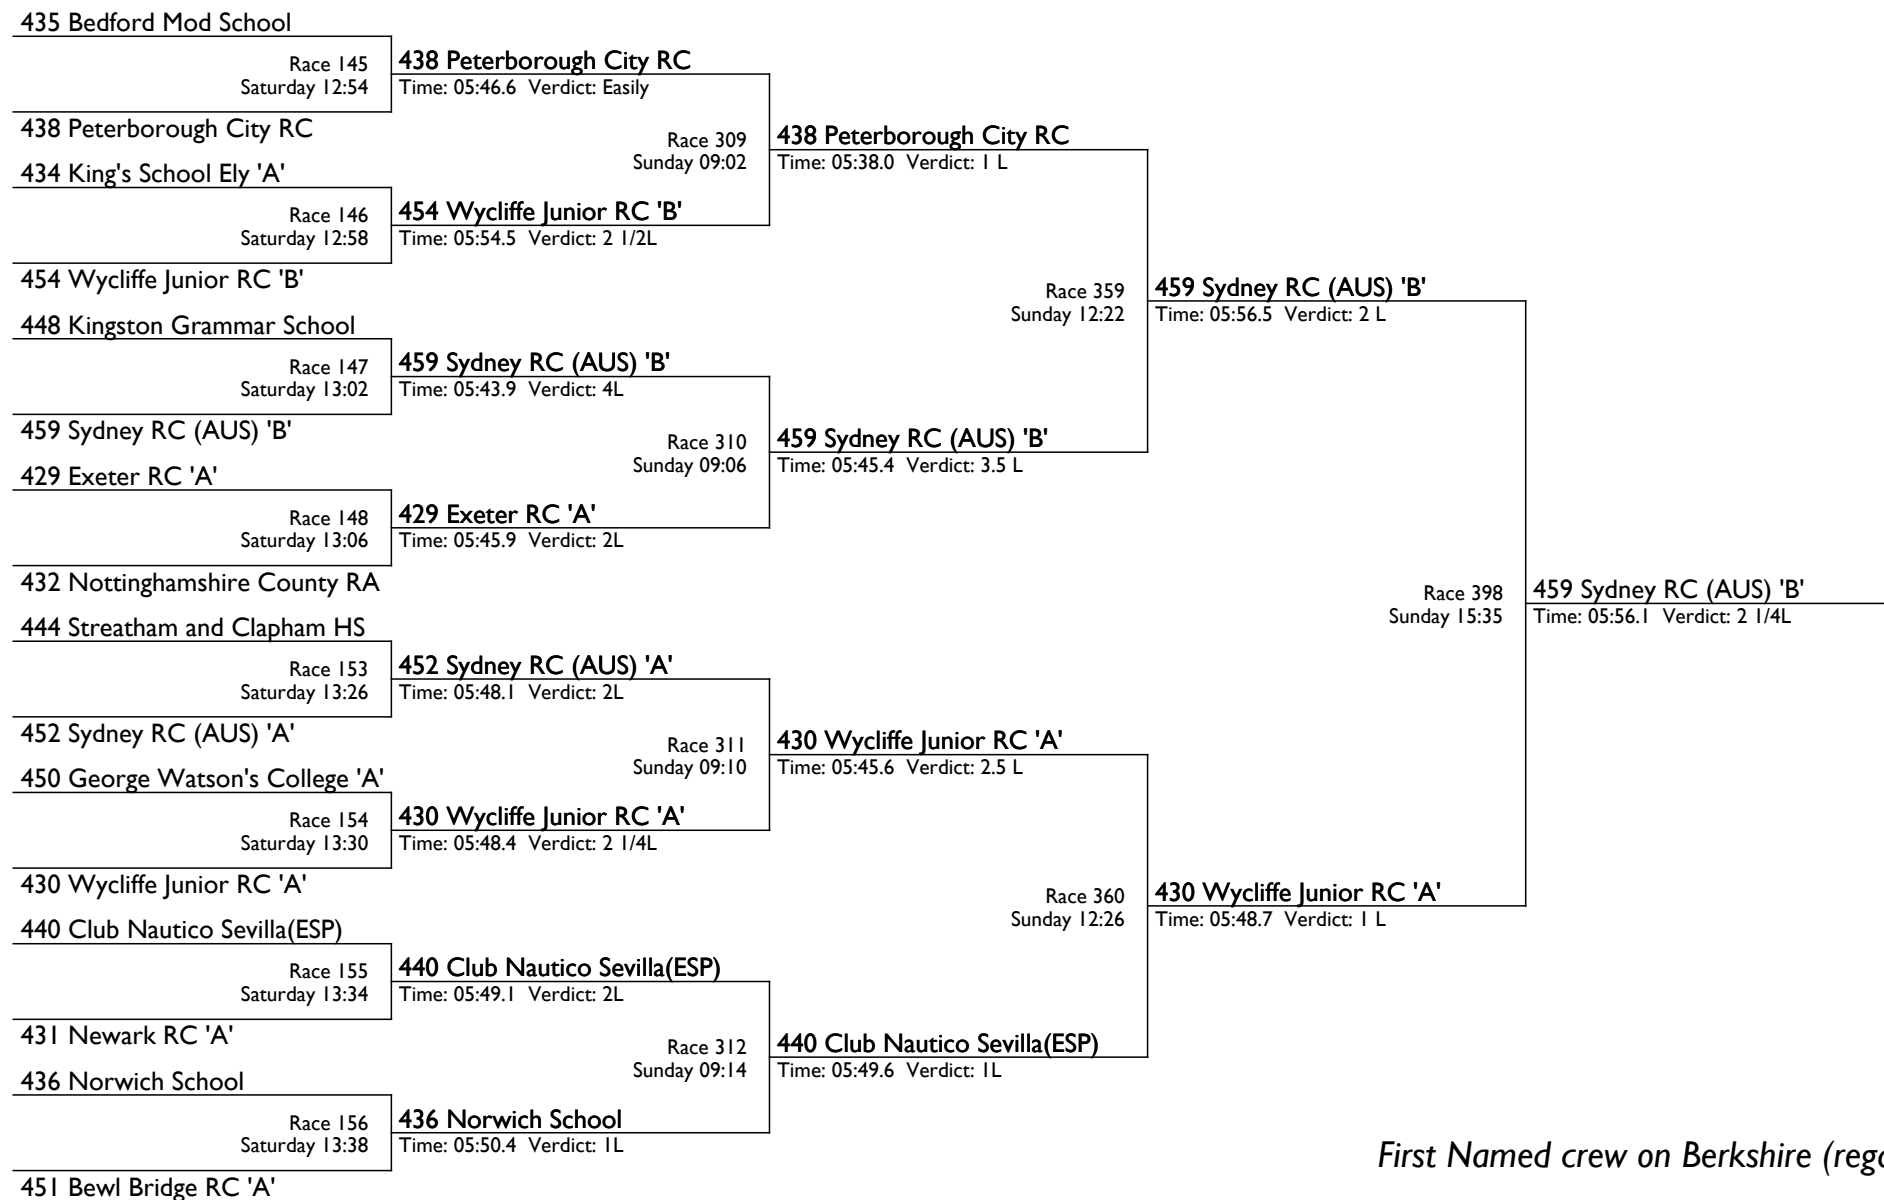 435 Bedford Mod School
Race 145
Saturday 12:54
438 Peterborough City RC
438 Peterborough City RC
Time: 05:46.6 Verdict: Easily
434 King's School Ely 'A'
Race 146
Saturday 12:58
454 Wycliffe Junior RC 'B'
454 Wycliffe Junior RC 'B'
Time: 05:54.5 Verdict: 2 1/2L
Race 309
Sunday 09:02
438 Peterborough City RC
Time: 05:38.0 Verdict: 1 L
448 Kingston Grammar School
Race 147
Saturday 13:02
459 Sydney RC (AUS) 'B'
459 Sydney RC (AUS) 'B'
Time: 05:43.9 Verdict: 4L
429 Exeter RC 'A'
Race 148
Saturday 13:06
432 Nottinghamshire County RA
429 Exeter RC 'A'
Time: 05:45.9 Verdict: 2L
Race 310
Sunday 09:06
459 Sydney RC (AUS) 'B'
Time: 05:45.4 Verdict: 3.5 L
Race 359
Sunday 12:22
459 Sydney RC (AUS) 'B'
Time: 05:56.5 Verdict: 2 L
444 Streatham and Clapham HS
Race 153
Saturday 13:26
452 Sydney RC (AUS) 'A'
452 Sydney RC (AUS) 'A'
Time: 05:48.1 Verdict: 2L
450 George Watson's College 'A'
Race 154
Saturday 13:30
430 Wycliffe Junior RC 'A'
430 Wycliffe Junior RC 'A'
Time: 05:48.4 Verdict: 2 1/4L
Race 311
Sunday 09:10
430 Wycliffe Junior RC 'A'
Time: 05:45.6 Verdict: 2.5 L
440 Club Nautico Sevilla(ESP)
Race 155
Saturday 13:34
431 Newark RC 'A'
440 Club Nautico Sevilla(ESP)
Time: 05:49.1 Verdict: 2L
436 Norwich School
Race 156
Saturday 13:38
451 Bewl Bridge RC 'A'
436 Norwich School
Time: 05:50.4 Verdict: 1L
Race 312
Sunday 09:14
440 Club Nautico Sevilla(ESP)
Time: 05:49.6 Verdict: 1L
Race 360
Sunday 12:26
430 Wycliffe Junior RC 'A'
Time: 05:48.7 Verdict: 1 L
Race 398
Sunday 15:35
459 Sydney RC (AUS) 'B'
Time: 05:56.1 Verdict: 2 1/4L
First Named crew on Berkshire